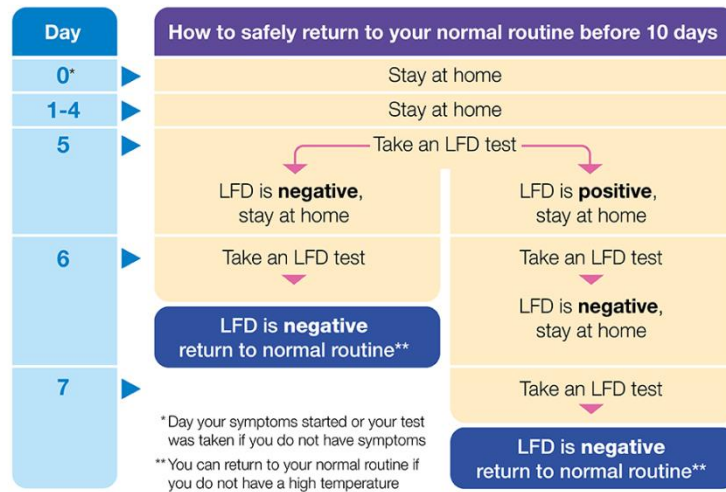 Day
How to safely return to your normal routine before 10 days
0*
Stay at home
1-4
Stay at home
5
Take an LFD test
LFD is negative,
stay at home
LFD is positive,
stay at home
6
Take an LFD test
LFD is negative
return to normal routine**
Take an LFD test
LFD is negative,
stay at home
7
Take an LFD test
LFD is negative
return to normal routine**
* Day your symptoms started or your test
was taken if you do not have symptoms
** You can return to your normal routine if
you do not have a high temperature